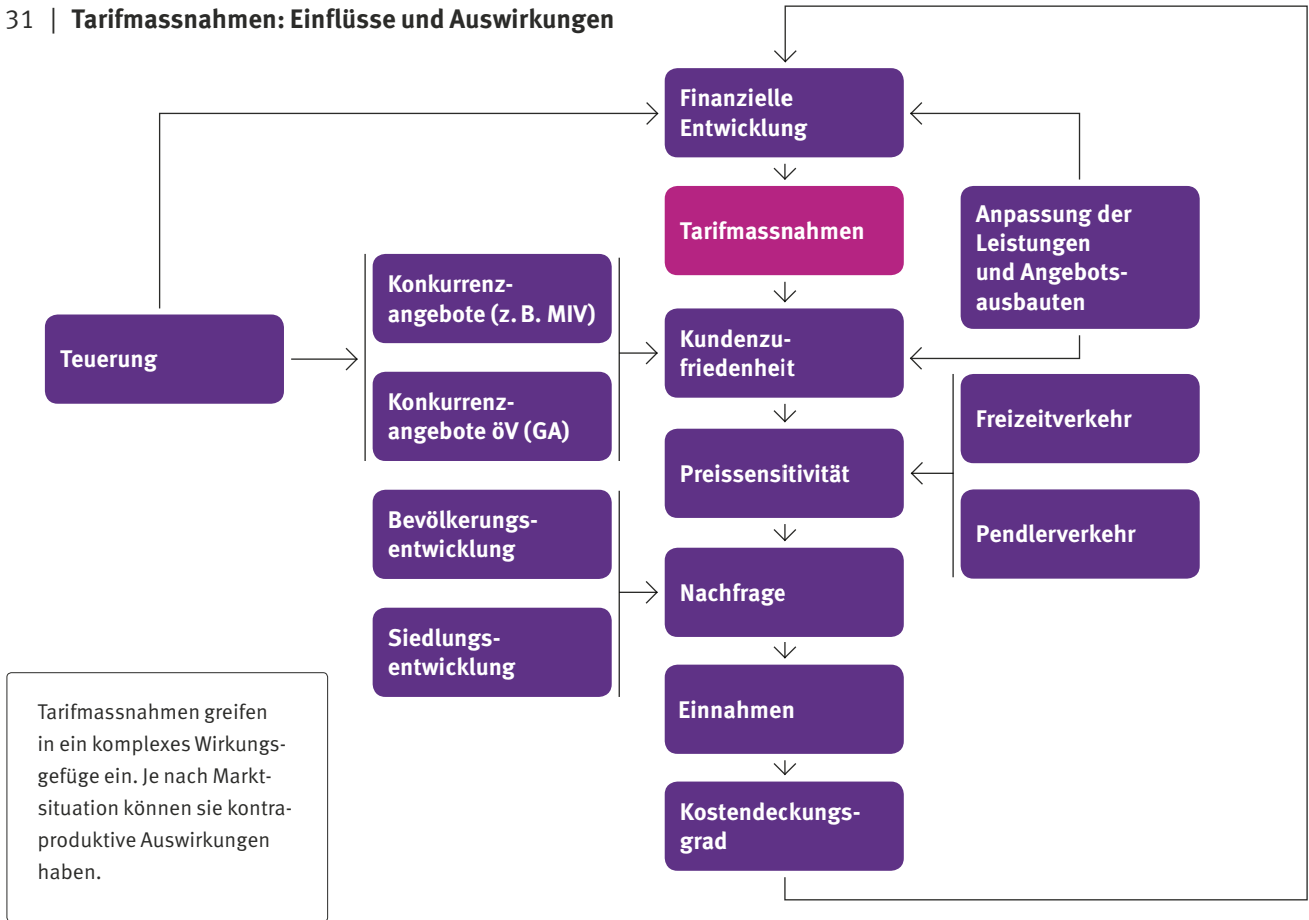 31 | Tarifmassnahmen: Einflüsse und Auswirkungen
Finanzielle
Entwicklung
Tarifmassnahmen
Anpassung der
Leistungen
und Angebots-
ausbauten
Konkurrenz-
angebote (z. B. MIV)
Teuerung
Kundenzu-
friedenheit
Konkurrenz-
angebote öV (GA)
Freizeitverkehr
Preissensitivität
Bevölkerungs-
entwicklung
Pendlerverkehr
Nachfrage
Siedlungs-
entwicklung
Einnahmen
Tarifmassnahmen greifen
in ein komplexes Wirkungs-
gefüge ein. Je nach Markt-
situation können sie kontra-
produktive Auswirkungen
haben.
Kostendeckungs-
grad